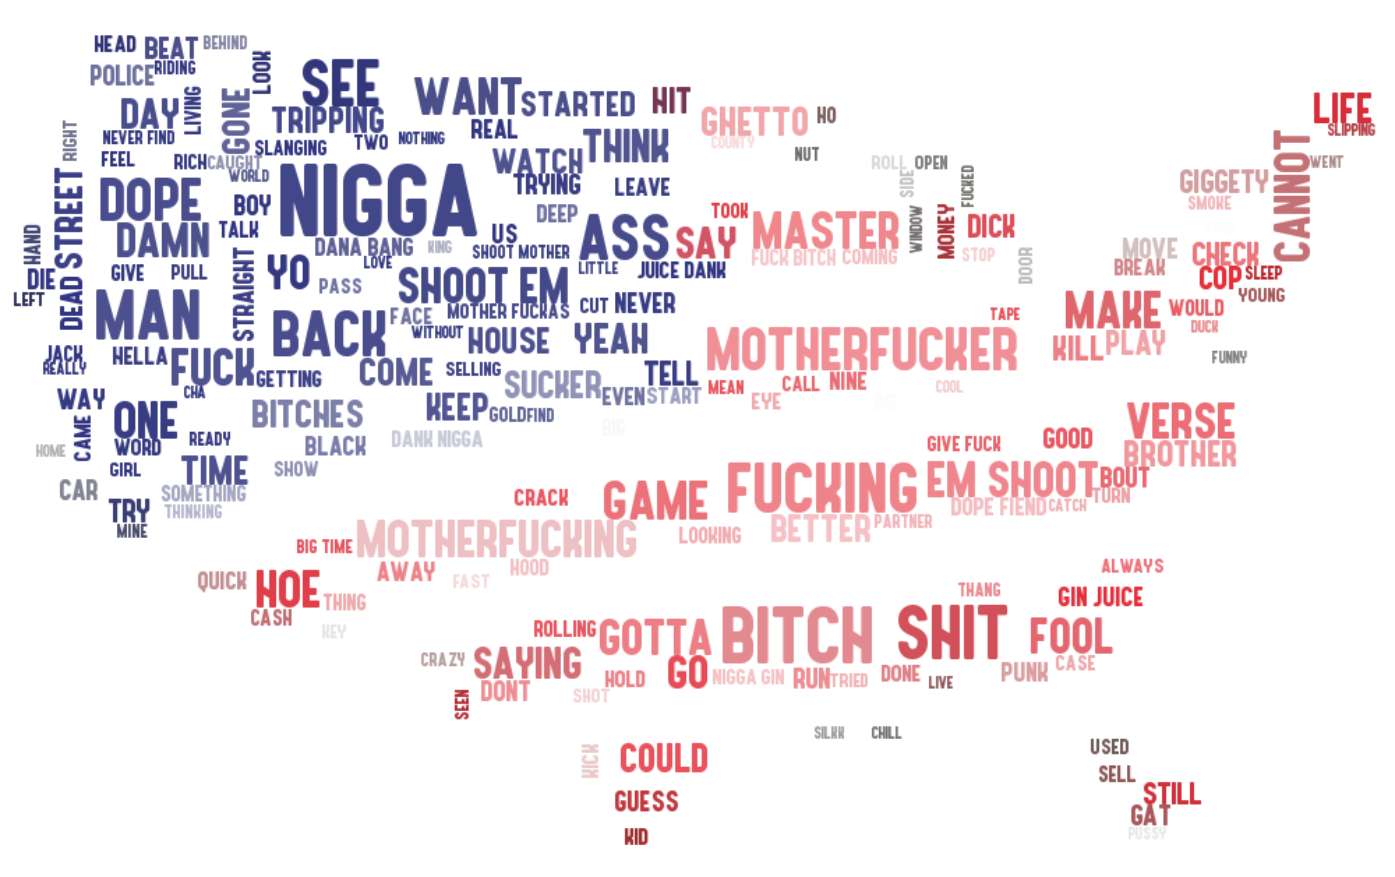 HEAD BEAT BEHIND
LOOK
POLICE RIDING
SEE WANT STARTED HIT
LIFE
SLIPPING
DAY LIVING GONE TRIPPING
GHETTO HO
COUNTY
NEVER FIND RIGHT
TWO NOTHING REAL THINK
CANNOT
FEEL RICH CAUGHT SLANGING
WATCH NUT
WORLD
ROLL OPEN
WENT
DOPE BOY NIGGA TRYING LEAVE
SIDE FUCKED
GIGGETY
SMOKE
STREET TALK DEEP ASS SAY TOOK MASTER
WINDOW MONEY DICK
HAND DAMN
DANA BANG KING US
SHOOT MOTHER
FUCK BITCH COMING
STOP DOOR
MOVE CHECK
BREAK COP SLEEP
DIE GIVE PULL STRAIGHT YO LOVE
LITTLE JUICE DANK
LEFT DEAD PASS SHOOT EM
YOUNG
MAN FACE MOTHER FUCKAS CUT NEVER
TAPE MAKE WOULD
DUCK
BACK WITHOUT HOUSE YEAH MOTHERFUCKER
KILL PLAY
JACK HELLA FUCK
FUNNY
REALLY GETTING COME SELLING TELL
SUCKER EVEN START MEAN CALL NINE
COOL
WAY CHA
EYE
ONE BITCHES KEEP GOLD FIND
VERSE
CAME WORD READY BLACK DANK NIGGA BIG
GIVE FUCK GOOD BROTHER
HOME GIRL TIME SHOW
FUCKING EM SHOOT BOUT
CAR SOMETHING CRACK GAME
TURN
TRY THINKING
DOPE FIEND CATCH
MINE MOTHERFUCKING LOOKING BETTER PARTNER
BIG TIME
AWAY HOOD
ALWAYS
QUICK HOE FAST
THANG GIN JUICE
THING
CASH KEY
ROLLING GOTTA BITCH SHIT FOOL
CRAZY SAYING
HOLD GO NIGGA GIN RUN TRIED DONE LIVE PUNK CASE
SEEN DONT SHOT
SILKK CHILL
KICK COULD
USED
SELL
GUESS STILL
GAT
KID
PUSSY